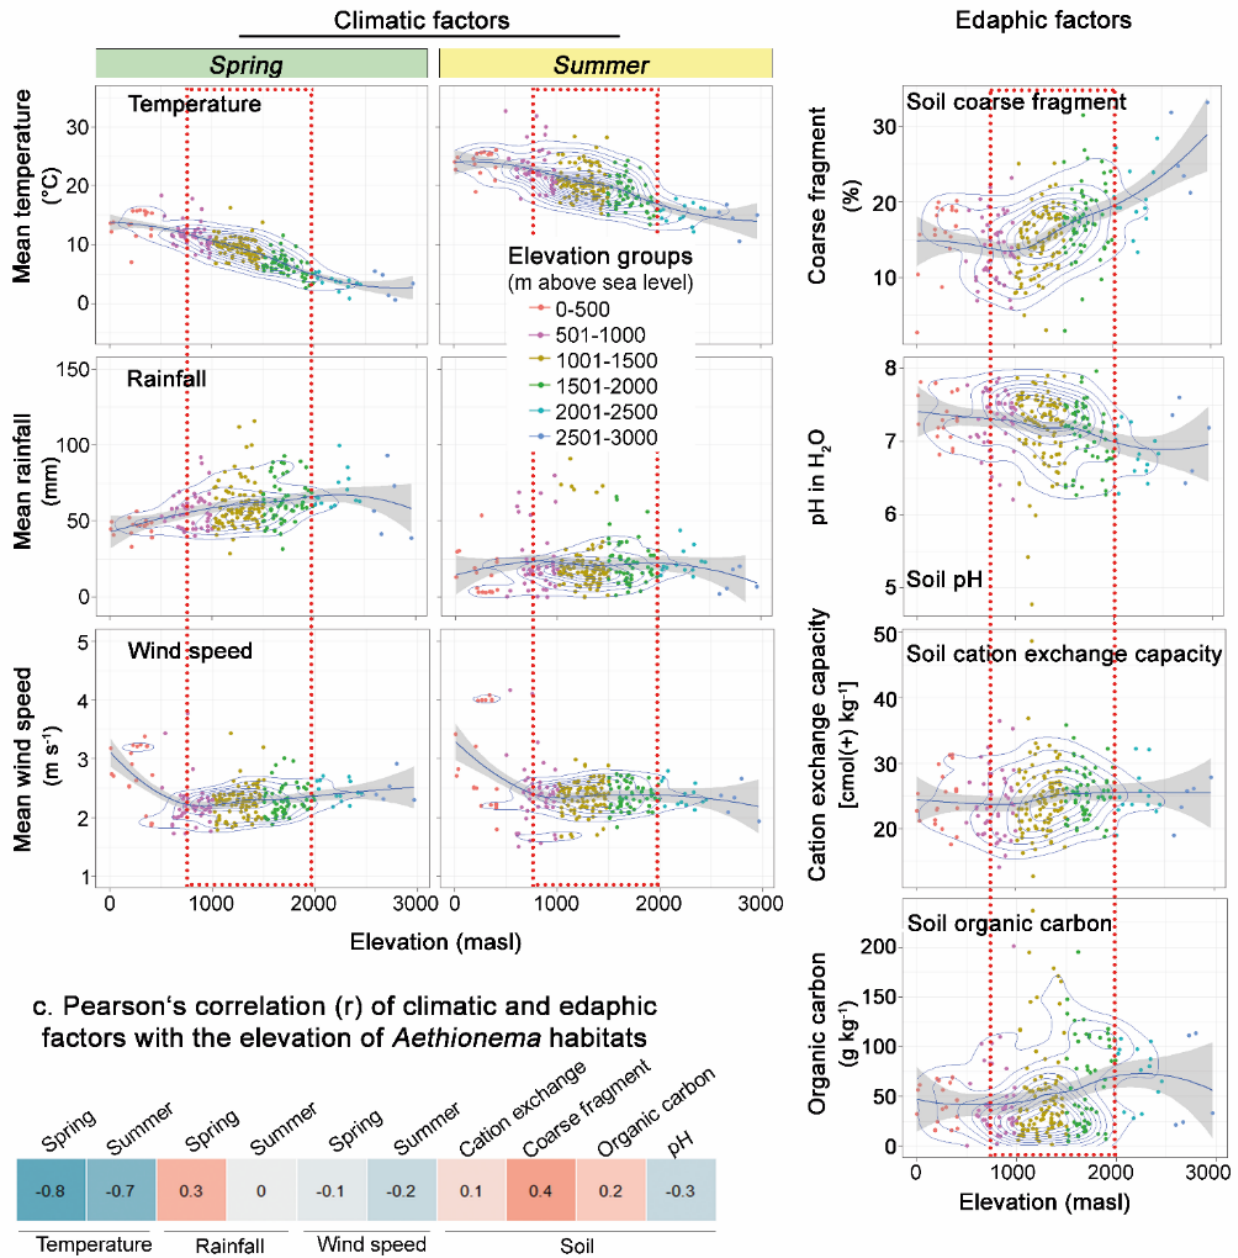 Climatic factors
Edaphic factors
Spring
Summer
Temperature
Mean temperature
(°C)
30
20
10
0
Elevation groups
(m above sea level)
0-500
501-1000
1001-1500
1501-2000
2001-2500
2501-3000
Rainfall
Mean rainfall
(mm)
150
100
50
0
Wind speed
Mean wind speed
(m s⁻¹)
5
4
3
2
1
0
1000
2000
3000
0
1000
2000
3000
Elevation (masl)
Soil coarse fragment
Coarse fragment
(%)
30
20
10
pH in H₂O
8
7
6
5
Soil pH
Soil cation exchange capacity
Cation exchange capacity
[cmol(+) kg⁻¹]
50
40
30
20
Soil organic carbon
Organic carbon
(g kg⁻¹)
200
150
100
50
0
0
1000
2000
3000
Elevation (masl)
c. Pearson‘s correlation (r) of climatic and edaphic
factors with the elevation of Aethionema habitats
Spring
Summer
Spring
Summer
Spring
Summer
Cation exchange
Coarse fragment
Organic carbon
pH
-0.8
-0.7
0.3
0
-0.1
-0.2
0.1
0.4
0.2
-0.3
Temperature
Rainfall
Wind speed
Soil